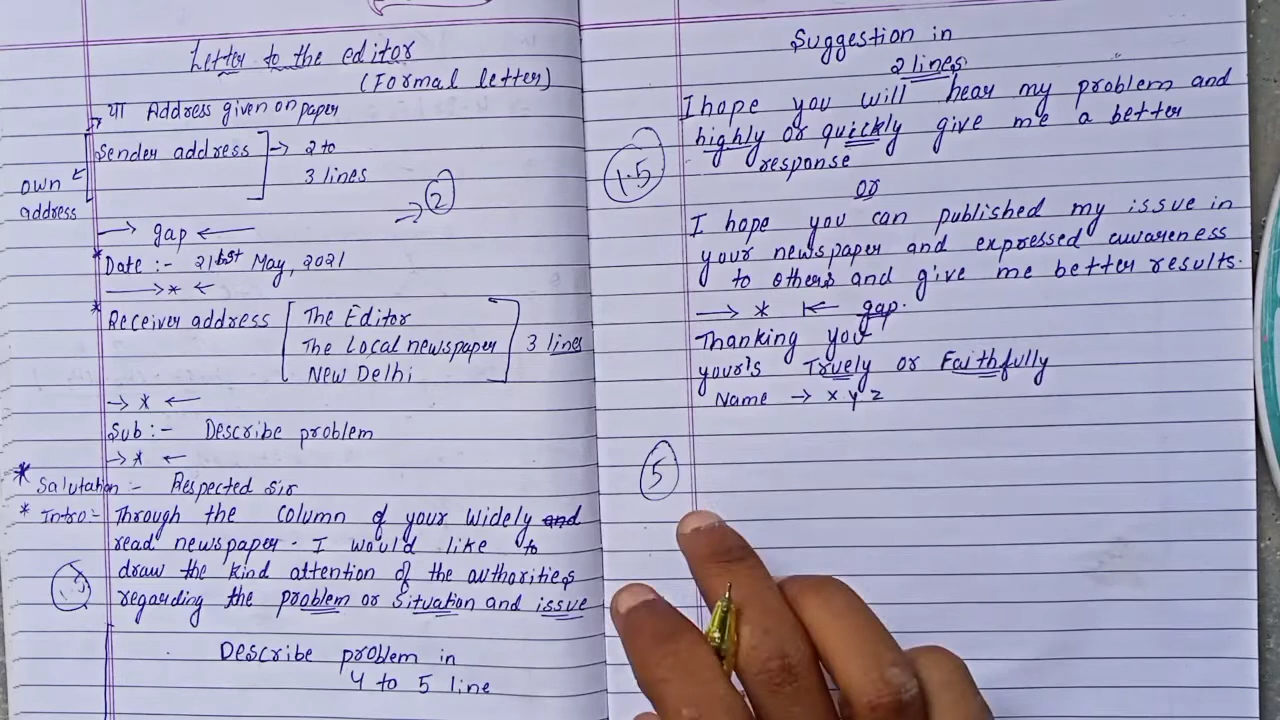 Letter to the editor
(Formal letter)
या Address given on paper
Sender address → 2 to
3 lines
own
address
→ 2
→ gap ←
* Date :- 21st May, 2021
→ * ←
* Receiver address [ The Editor
The Local newspaper ] 3 lines
New Delhi
→ * ←
Sub :- Describe problem
→ * ←
* Salutation :- Respected Sir
* Intro :- Through the column of your widely and
read newspaper. I would like to
draw the kind attention of the authorities
regarding the problem or situation and issue
Describe problem in
4 to 5 line
Suggestion in
2 lines
I hope you will hear my problem and
highly or quickly give me a better
response
1.5
or
I hope you can published my issue in
your newspaper and expressed awareness
to others and give me better results.
→ * ← gap.
Thanking you
your's Truely or Faithfully
Name → x y z
5